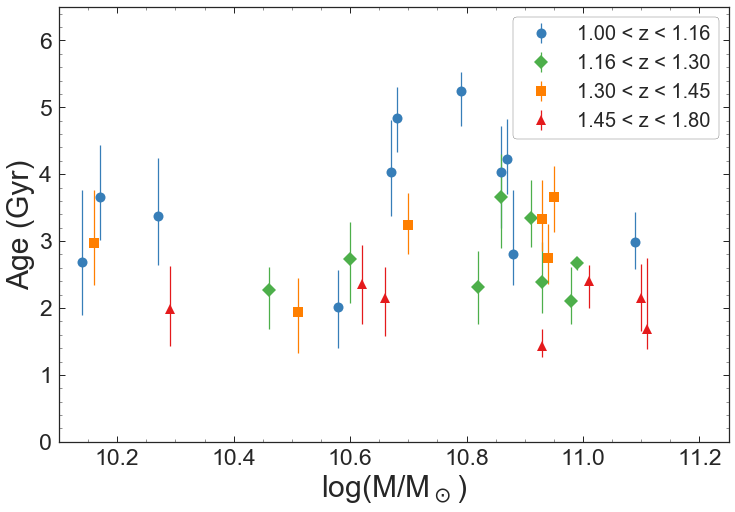 1.00 < z < 1.16
1.16 < z < 1.30
1.30 < z < 1.45
1.45 < z < 1.80
Age (Gyr)
6
5
4
3
2
1
0
10.2 10.4 10.6 10.8 11.0 11.2
log(M/M⊙)